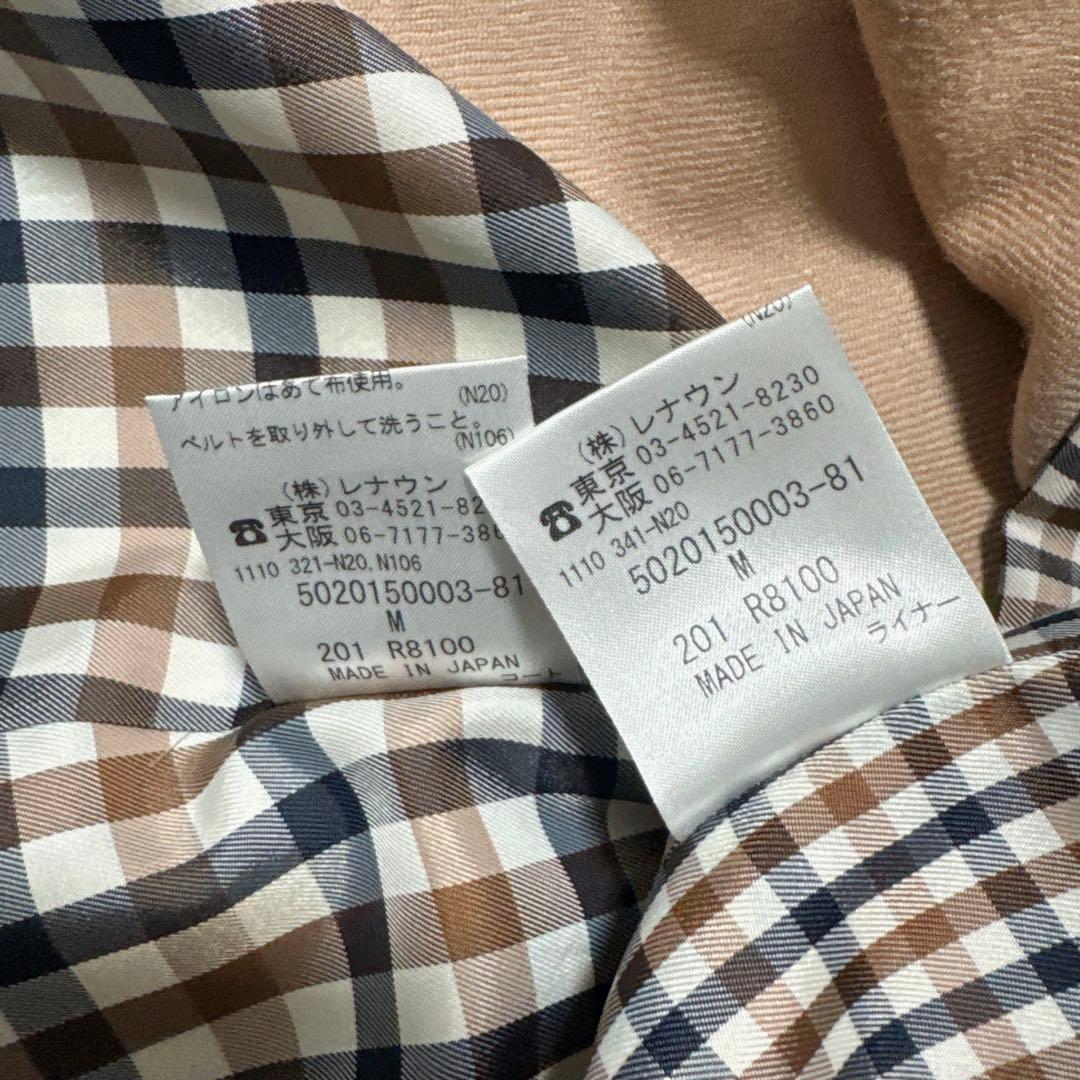 アイロンはあて布使用。
(N20)
ベルトを取り外して洗うこと。
(N106)
(株)レナウン
☎東京 03-4521-82
大阪 06-7177-386
1110 321-N20.N106
5020150003-81
M
201 R8100
MADE IN JAPAN
コート
(N20)
(株)レナウン
☎東京 03-4521-8230
大阪 06-7177-3860
1110 341-N20
5020150003-81
M
201 R8100
MADE IN JAPAN
ライナー